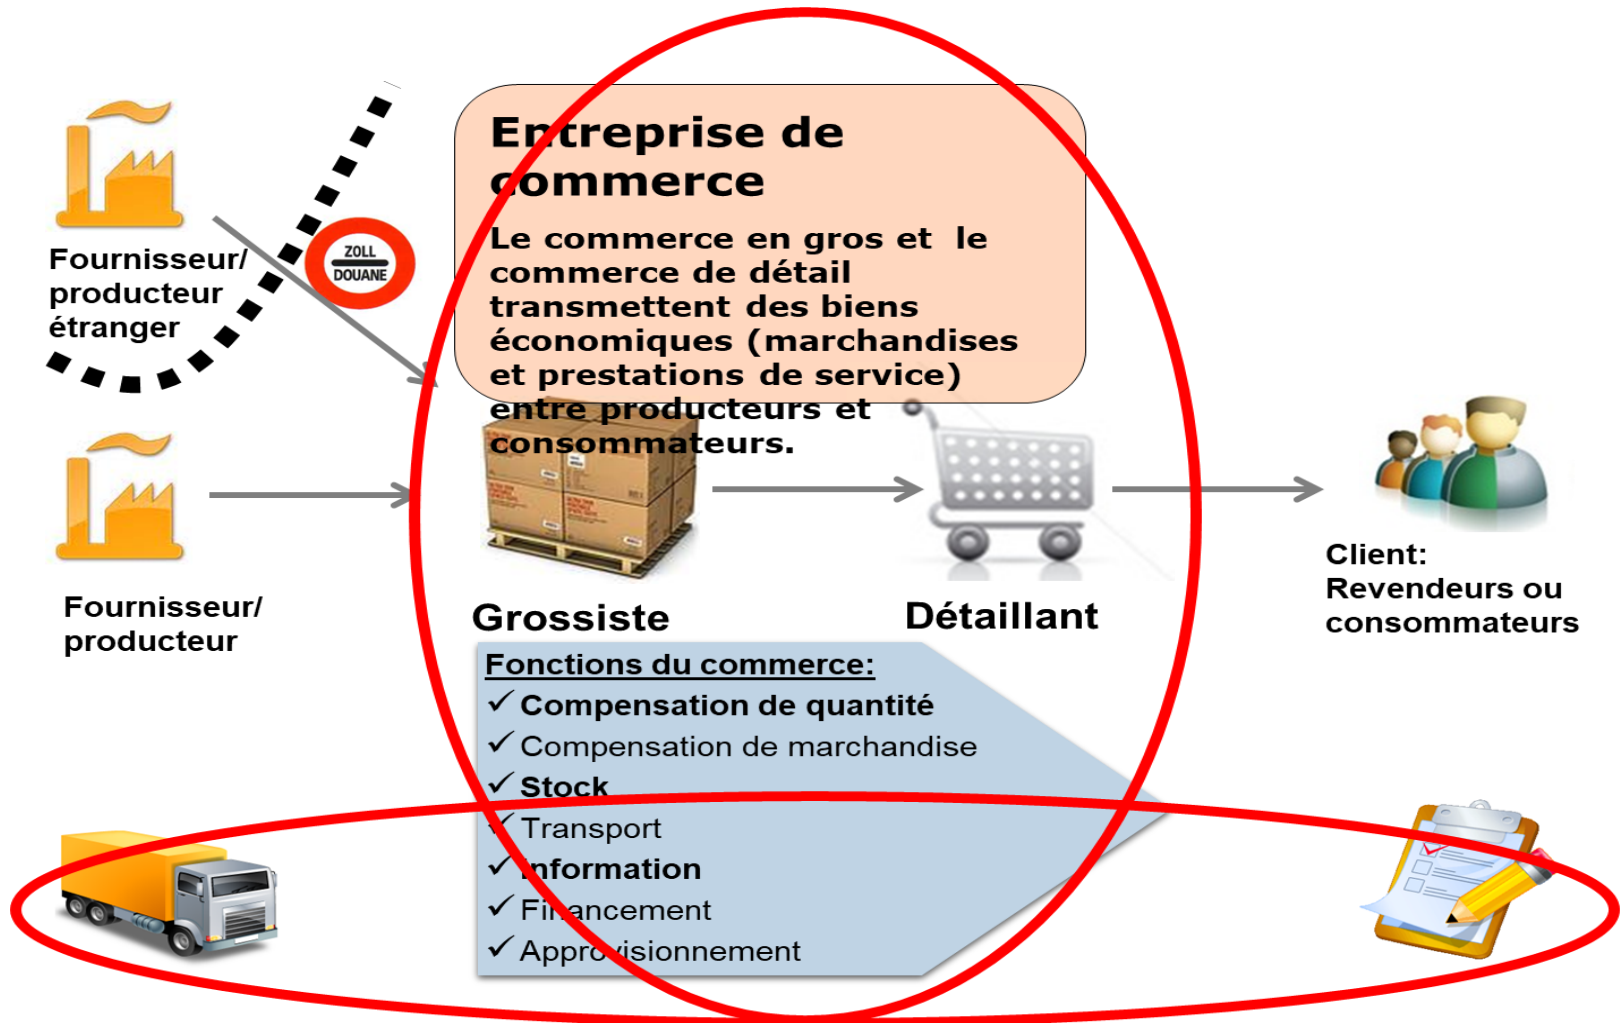 Entreprise de
commerce
Le commerce en gros et  le
commerce de détail
transmettent des biens
économiques (marchandises
et prestations de service)
entre producteurs et
consommateurs.
ZOLL
DOUANE
Fournisseur/
producteur
étranger
Fournisseur/
producteur
Grossiste
Détaillant
Client:
Revendeurs ou
consommateurs
Fonctions du commerce:
✓ Compensation de quantité
✓ Compensation de marchandise
✓ Stock
✓ Transport
✓ Information
✓ Financement
✓ Approvisionnement